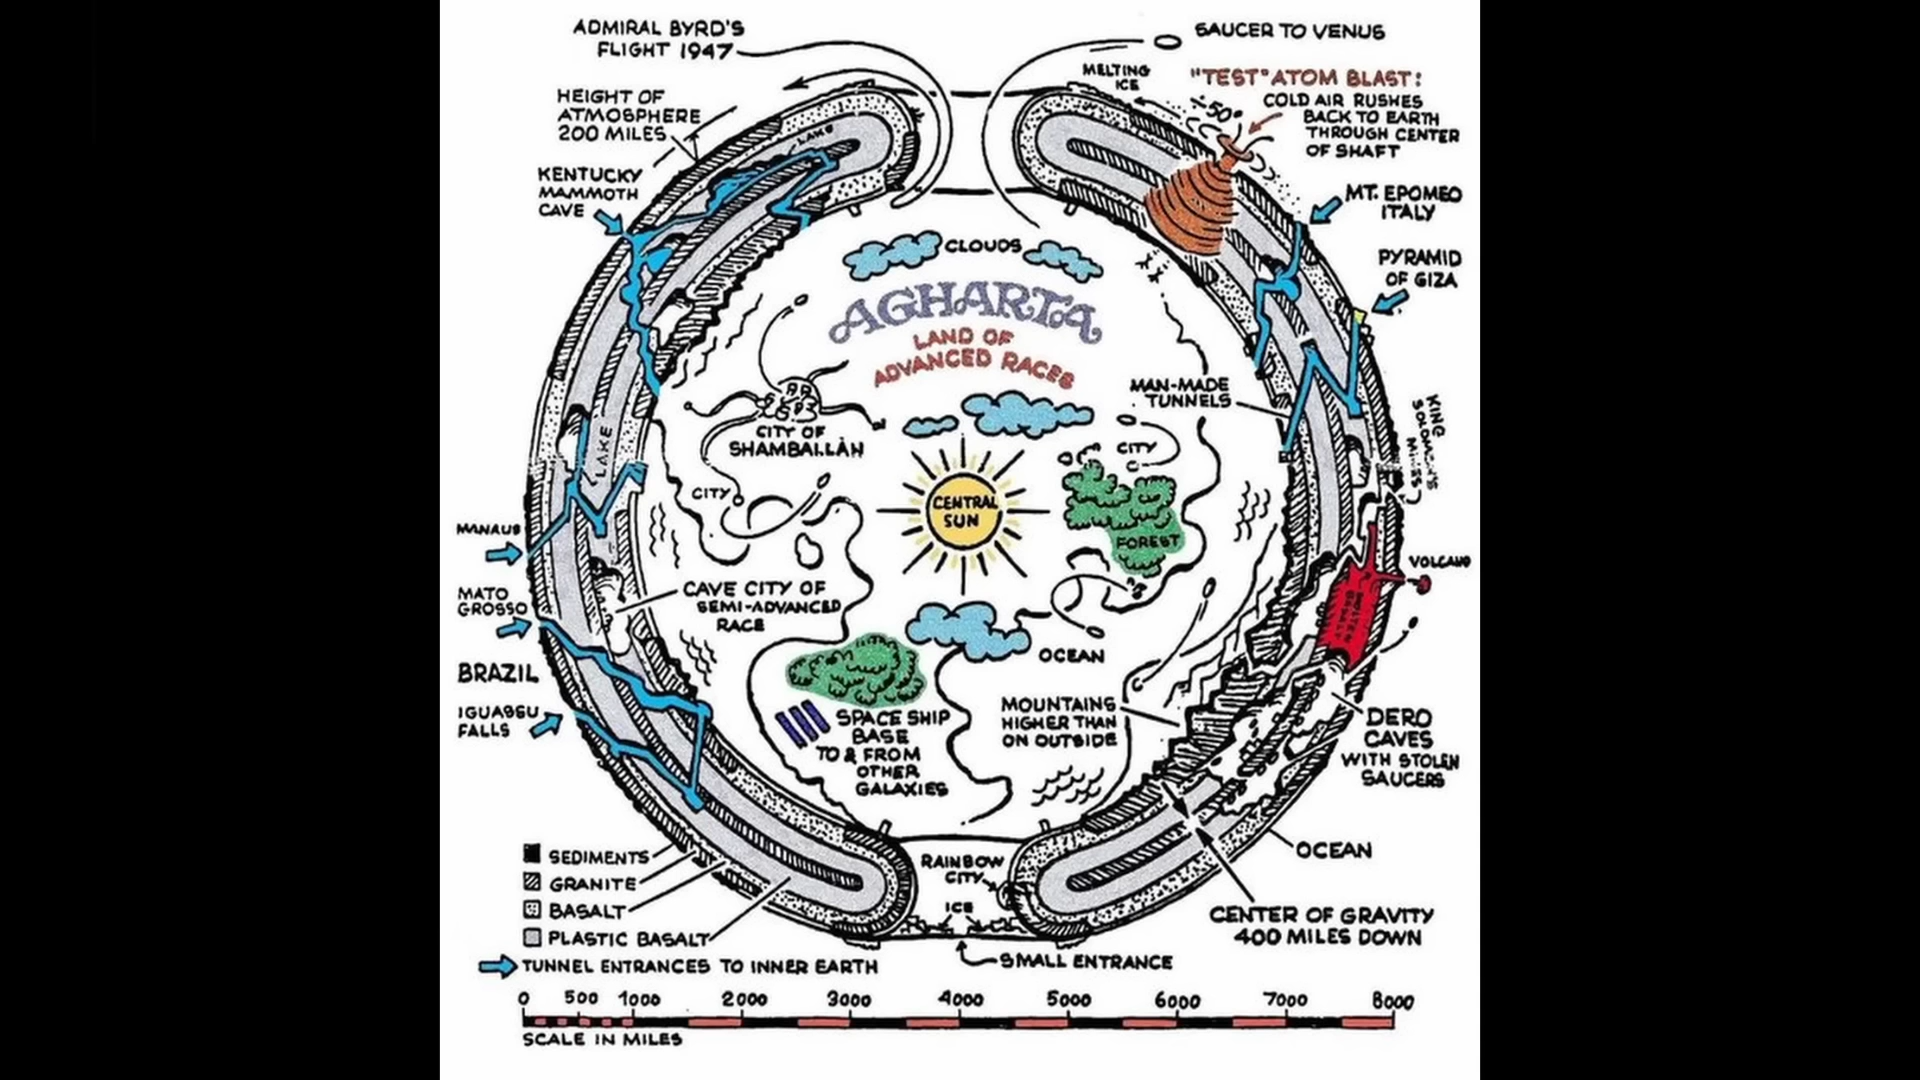 ADMIRAL BYRD'S
FLIGHT 1947
SAUCER TO VENUS
MELTING
ICE
"TEST" ATOM BLAST:
÷50°
COLD AIR RUSHES
BACK TO EARTH
THROUGH CENTER
OF SHAFT
HEIGHT OF
ATMOSPHERE
200 MILES
LAKE
KENTUCKY
MAMMOTH
CAVE
MT. EPOMEO
ITALY
PYRAMID
OF GIZA
CLOUDS
AGHARTA
LAND OF
ADVANCED RACES
MAN-MADE
TUNNELS
KING
SOLOMON'S
MINES
CITY OF
SHAMBALLAH
CITY
CITY
LAKE
CENTRAL
SUN
FOREST
MANAUS
VOLCANO
MOLTEN
BASALT
MATO
GROSSO
CAVE CITY OF
SEMI-ADVANCED
RACE
BRAZIL
OCEAN
IGUASSU
FALLS
SPACE SHIP
BASE
TO & FROM
OTHER
GALAXIES
MOUNTAINS
HIGHER THAN
ON OUTSIDE
DERO
CAVES
WITH STOLEN
SAUCERS
OCEAN
RAINBOW
CITY
ICE
CENTER OF GRAVITY
400 MILES DOWN
SMALL ENTRANCE
SEDIMENTS
GRANITE
BASALT
PLASTIC BASALT
TUNNEL ENTRANCES TO INNER EARTH
0 500 1000 2000 3000 4000 5000 6000 7000 8000
SCALE IN MILES